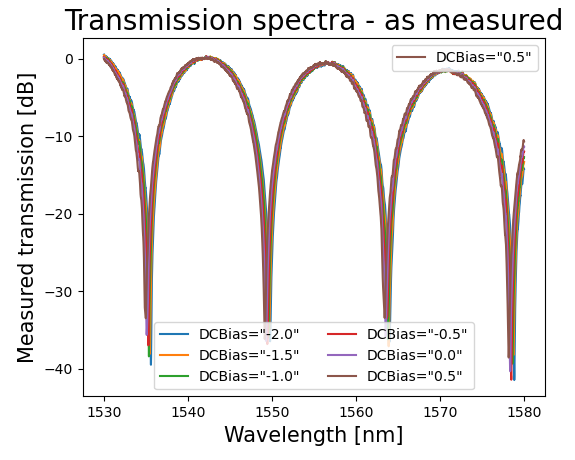 Transmission spectra - as measured
DCBias="0.5"
0
−10
−20
−30
−40
Measured transmission [dB]
DCBias="-2.0" DCBias="-0.5"
DCBias="-1.5" DCBias="0.0"
DCBias="-1.0" DCBias="0.5"
1530 1540 1550 1560 1570 1580
Wavelength [nm]